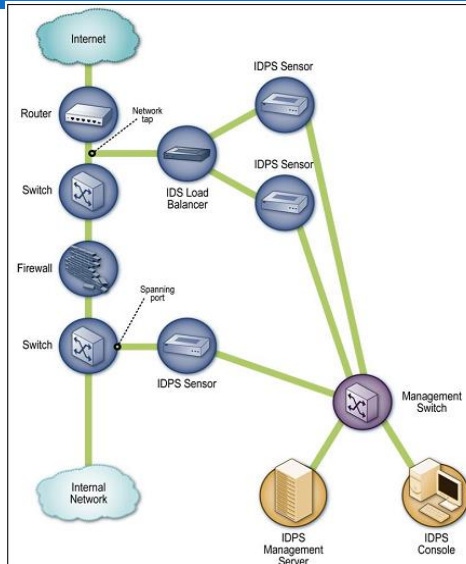 Internet
IDPS Sensor
Router
Network
tap
IDPS Sensor
Switch
IDS Load
Balancer
Firewall
Spanning
port
Switch
IDPS Sensor
Management
Switch
Internal
Network
IDPS
Management
Server
IDPS
Console